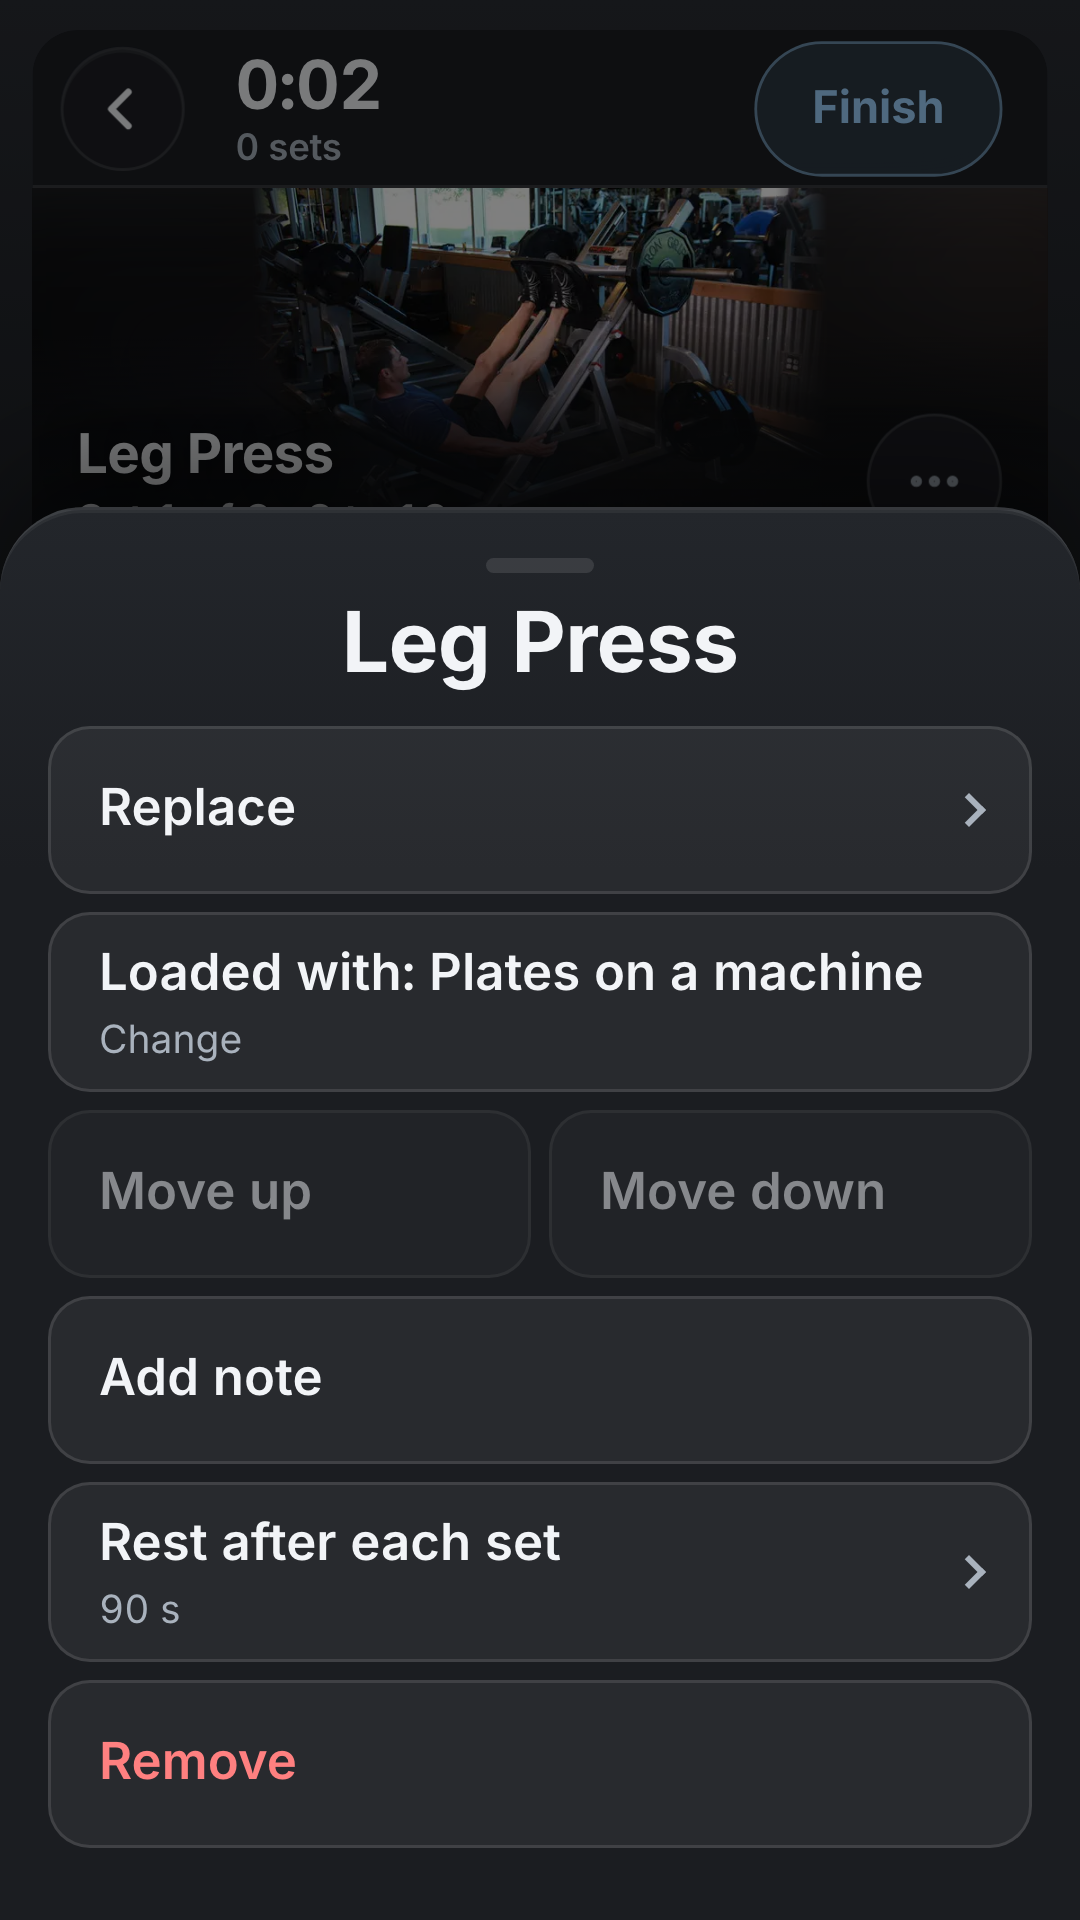 0:02
0 sets
Finish
Leg Press
Leg Press
Replace
Loaded with: Plates on a machine
Change
Move up
Move down
Add note
Rest after each set
90 s
Remove